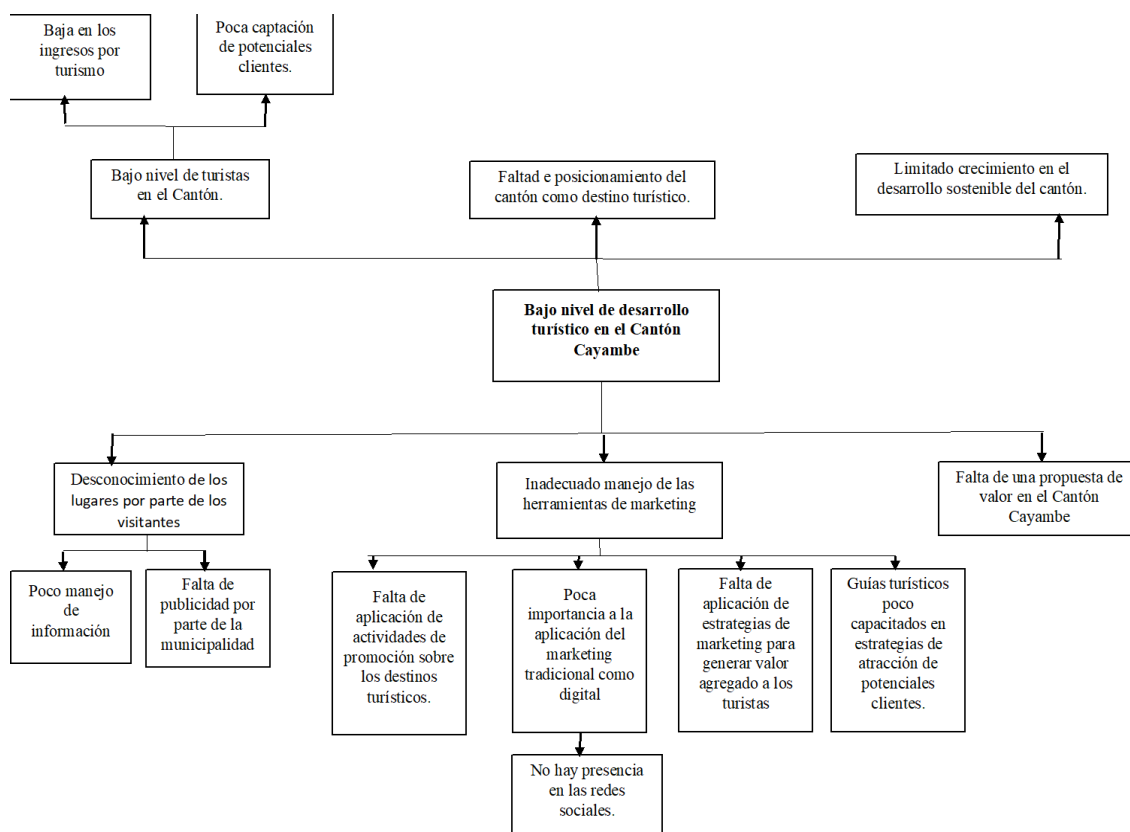 Baja en los
ingresos por
turismo
Poca captación
de potenciales
clientes.
Bajo nivel de turistas
en el Cantón.
Faltad e posicionamiento del
cantón como destino turístico.
Limitado crecimiento en el
desarrollo sostenible del cantón.
Bajo nivel de desarrollo
turístico en el Cantón
Cayambe
Desconocimiento de los
lugares por parte de los
visitantes
Inadecuado manejo de las
herramientas de marketing
Falta de una propuesta de
valor en el Cantón
Cayambe
Poco manejo
de
información
Falta de
publicidad por
parte de la
municipalidad
Falta de
aplicación de
actividades de
promoción sobre
los destinos
turísticos.
Poca
importancia a la
aplicación del
marketing
tradicional como
digital
Falta de
aplicación de
estrategias de
marketing para
generar valor
agregado a los
turistas
Guías turísticos
poco
capacitados en
estrategias de
atracción de
potenciales
clientes.
No hay presencia
en las redes
sociales.